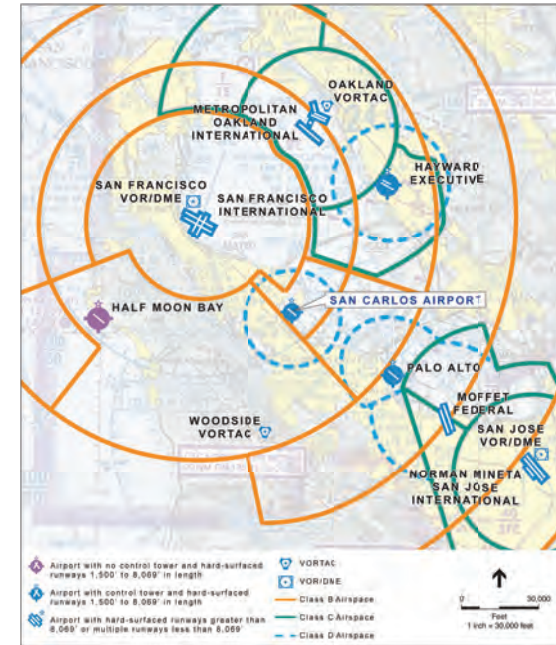 OAKLAND
VORTAC
METROPOLITAN
OAKLAND
INTERNATIONAL
HAYWARD
EXECUTIVE
SAN FRANCISCO
VOR/DME
SAN FRANCISCO
INTERNATIONAL
HALF MOON BAY
SAN CARLOS AIRPORT
PALO ALTO
MOFFET
FEDERAL
WOODSIDE
VORTAC
SAN JOSE
VOR/DME
NORMAN MINETA
SAN JOSE
INTERNATIONAL
Airport with no control tower and hard-surfaced
runways 1,500' to 8,069' in length
Airport with control tower and hard-surfaced
runways 1,500' to 8,069' in length
Airport with hard-surfaced runways greater than
8,069' or multiple runways less than 8,069'
VORTAC
VOR/DME
Class B Airspace
Class C Airspace
Class D Airspace
0 30,000
Feet
1 inch = 30,000 feet